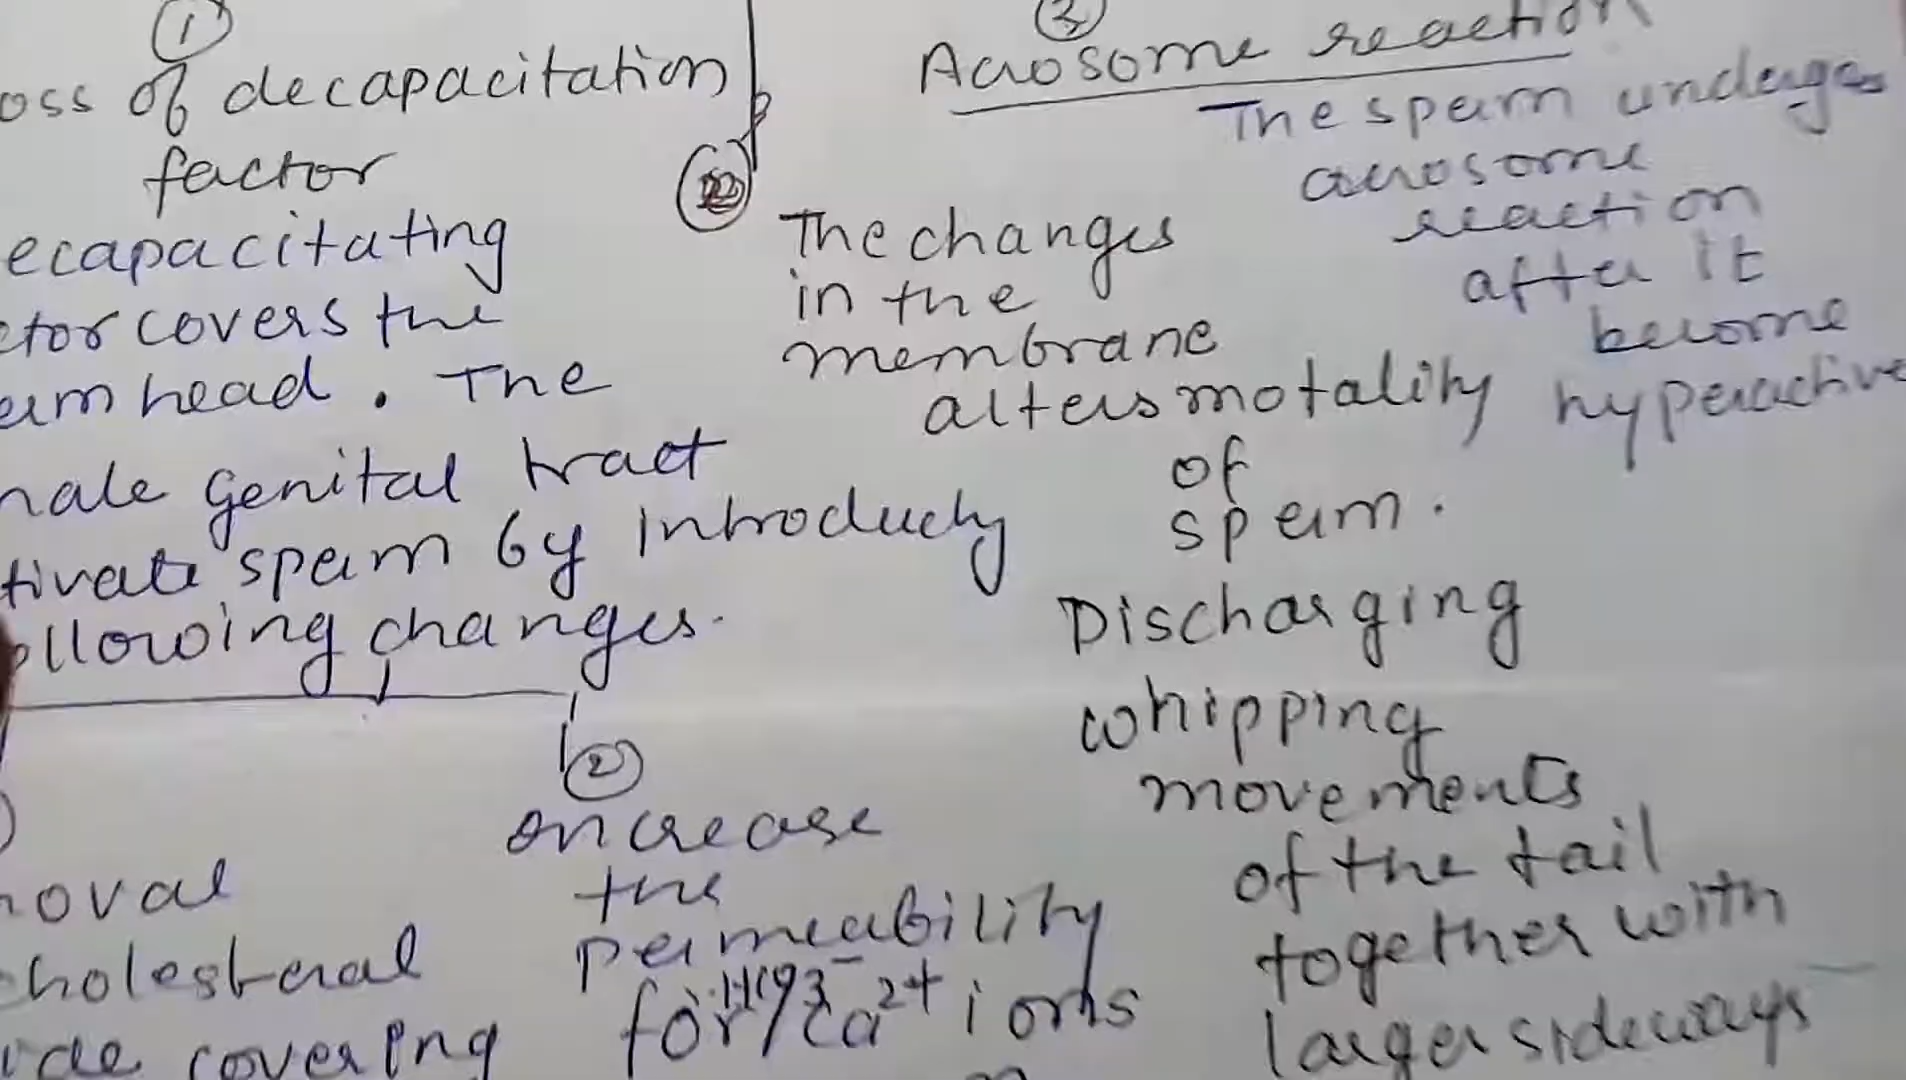 ①
oss of decapacitation
factor
ecapacitating
ctor covers the
erm head. The
male genital tract
tivate sperm by introducing
ollowing changes.
moval
cholestral
covering
②
Increase
the
permeability
for HCO3⁻/Ca²⁺ ions
The changes
in the
membrane
alters motality
of
sperm.
Discharging
whipping
movements
of the tail
together with
larger sideways
Acrosome reaction
The sperm undergoes
acrosome
reaction
after it
become
hyperactive